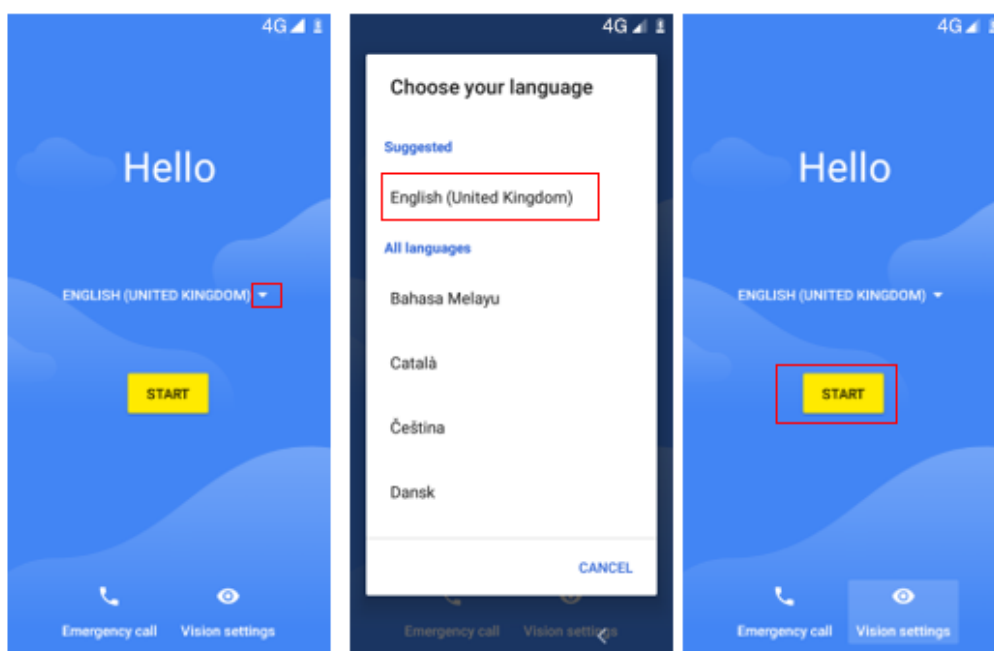 4G
Hello
ENGLISH (UNITED KINGDOM)
START
Emergency call
Vision settings
4G
Choose your language
Suggested
English (United Kingdom)
All languages
Bahasa Melayu
Català
Čeština
Dansk
CANCEL
Emergency call
Vision settings
4G
Hello
ENGLISH (UNITED KINGDOM)
START
Emergency call
Vision settings